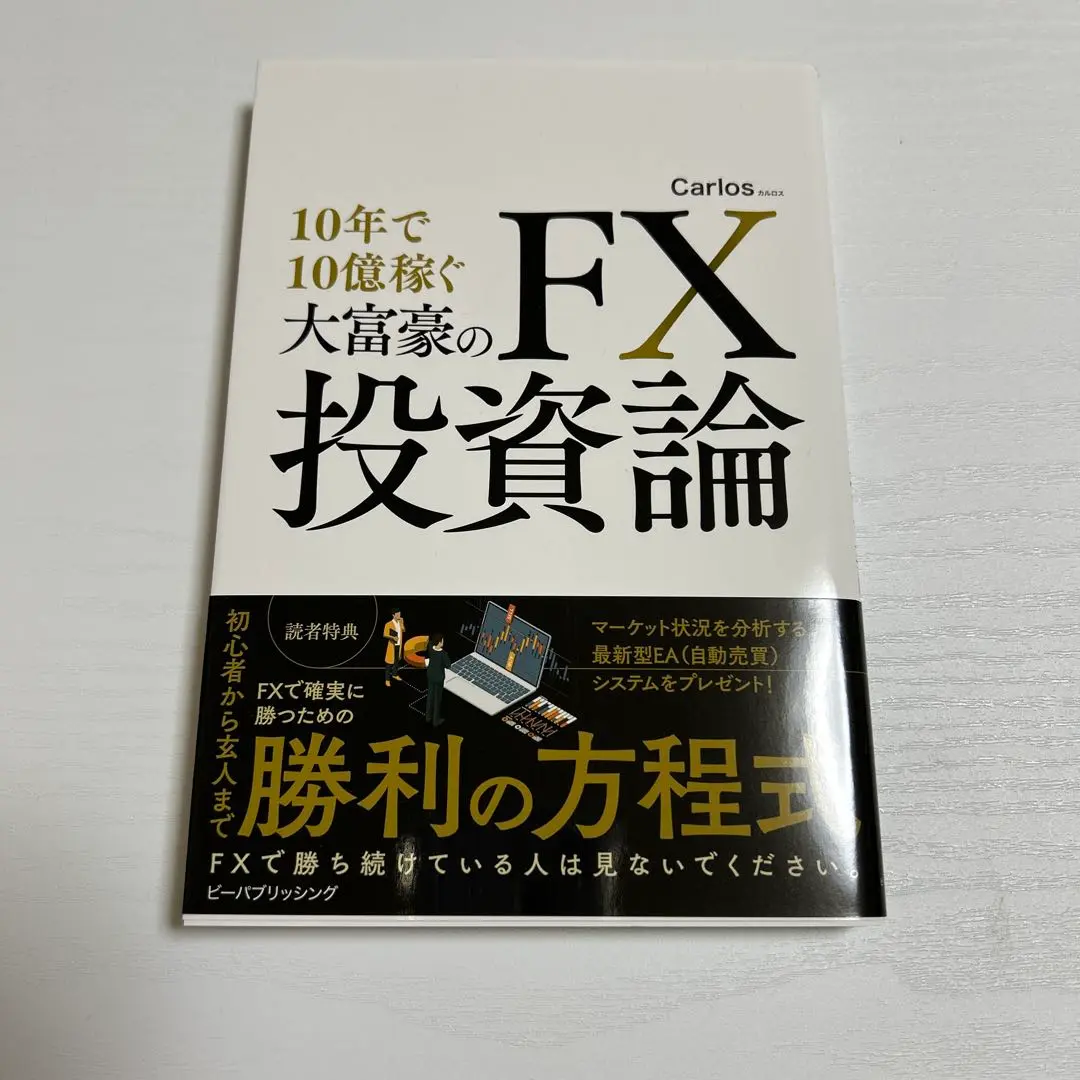 Carlos カルロス
10年で
10億稼ぐ
大富豪の
FX
投資論
初心者から玄人まで
読者特典
マーケット状況を分析する
最新型EA(自動売買)
システムをプレゼント!
FXで確実に
勝つための
勝利の方程式
FXで勝ち続けている人は見ないでください。
ビーパブリッシング